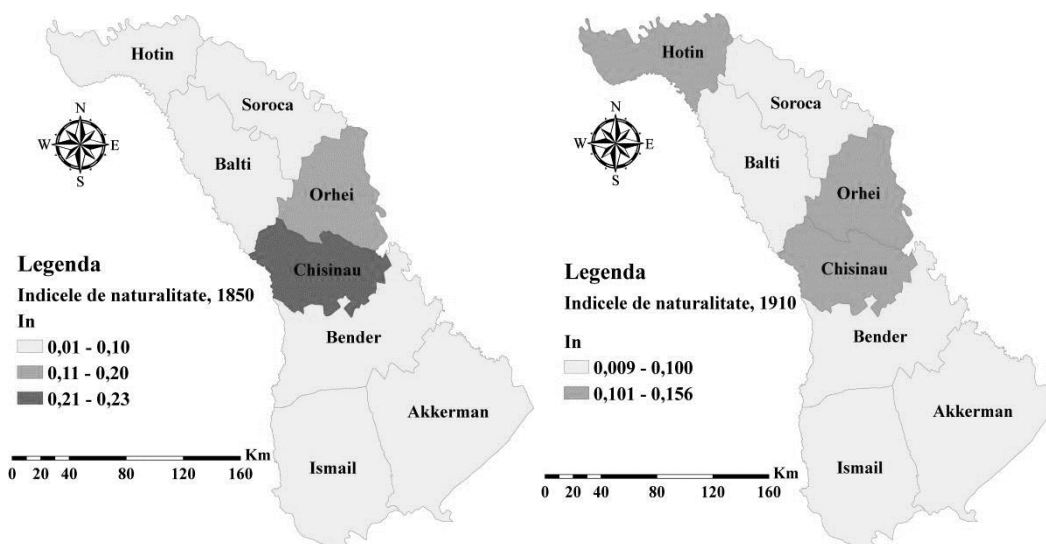 Hotin
Soroca
Balti
Orhei
Chisinau
Bender
Akkerman
Ismail
N
W E
S
Legenda
Indicele de naturalitate, 1850
In
0,01 - 0,10
0,11 - 0,20
0,21 - 0,23
Km
0 20 40 80 120 160
Hotin
Soroca
Balti
Orhei
Chisinau
Bender
Akkerman
Ismail
N
W E
S
Legenda
Indicele de naturalitate, 1910
In
0,009 - 0,100
0,101 - 0,156
Km
0 20 40 80 120 160